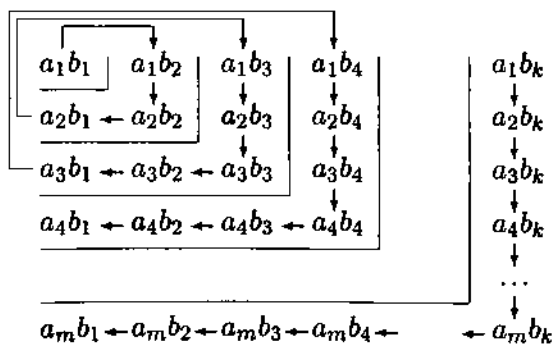 a₁b₁ a₁b₂ a₁b₃ a₁b₄ a₁bₖ
a₂b₁ ← a₂b₂ a₂b₃ a₂b₄ a₂bₖ
a₃b₁ ← a₃b₂ ← a₃b₃ a₃b₄ a₃bₖ
a₄b₁ ← a₄b₂ ← a₄b₃ ← a₄b₄ a₄bₖ
...
aₘb₁ ← aₘb₂ ← aₘb₃ ← aₘb₄ ← ← aₘbₖ